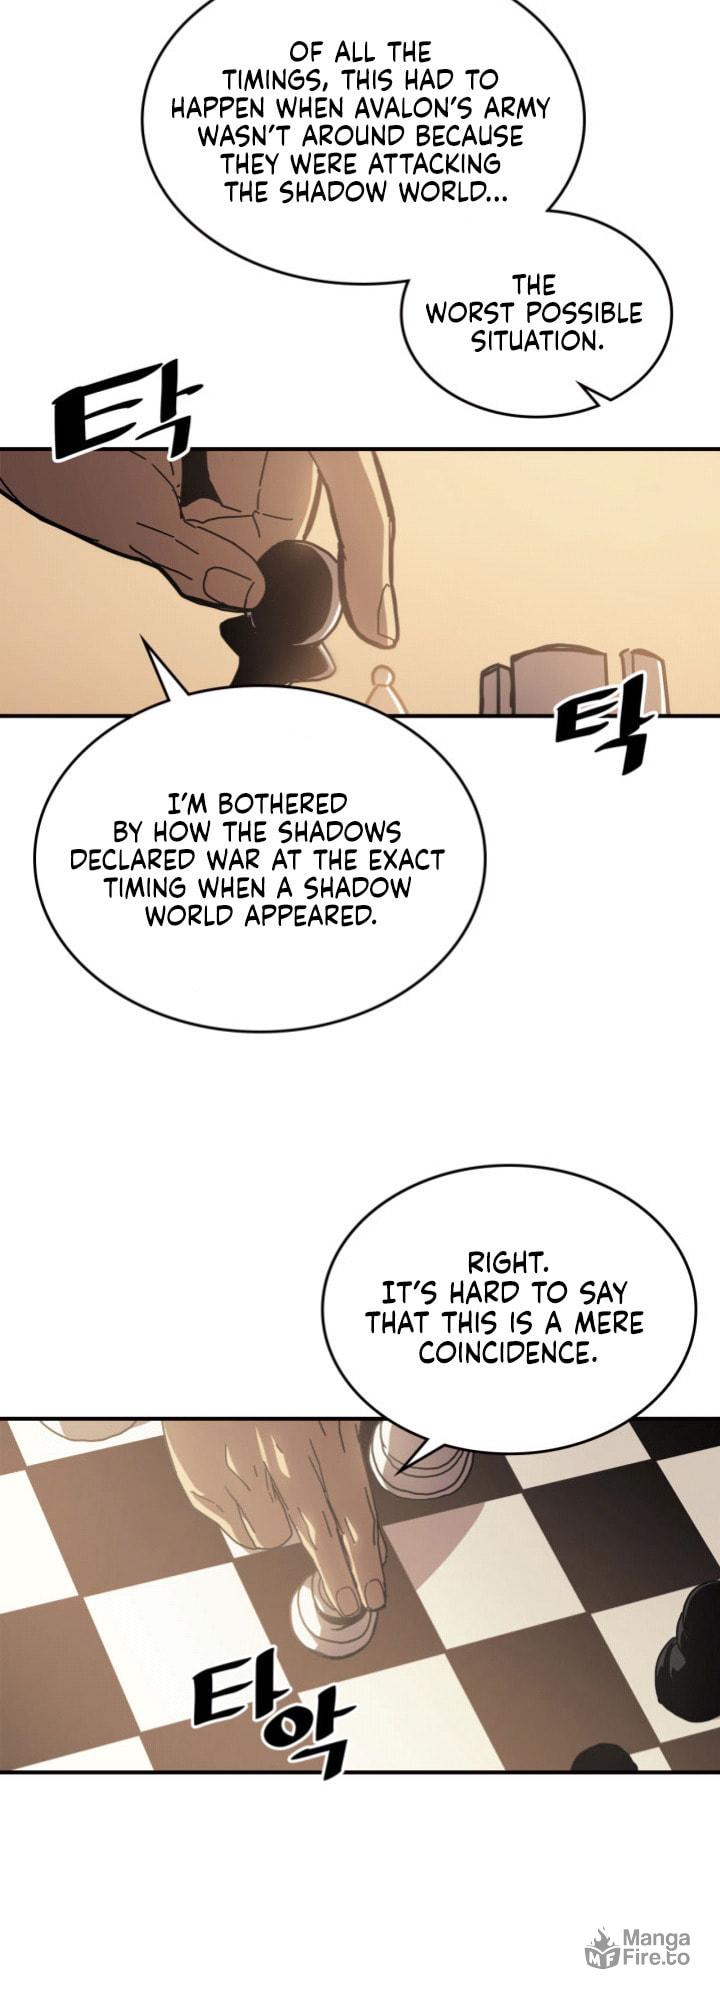 OF ALL THE
TIMINGS, THIS HAD TO
HAPPEN WHEN AVALON'S ARMY
WASN'T AROUND BECAUSE
THEY WERE ATTACKING
THE SHADOW WORLD...
THE
WORST POSSIBLE
SITUATION.
탁
탁
I'M BOTHERED
BY HOW THE SHADOWS
DECLARED WAR AT THE EXACT
TIMING WHEN A SHADOW
WORLD APPEARED.
RIGHT.
IT'S HARD TO SAY
THAT THIS IS A MERE
COINCIDENCE.
타악
Manga
MF Fire.to